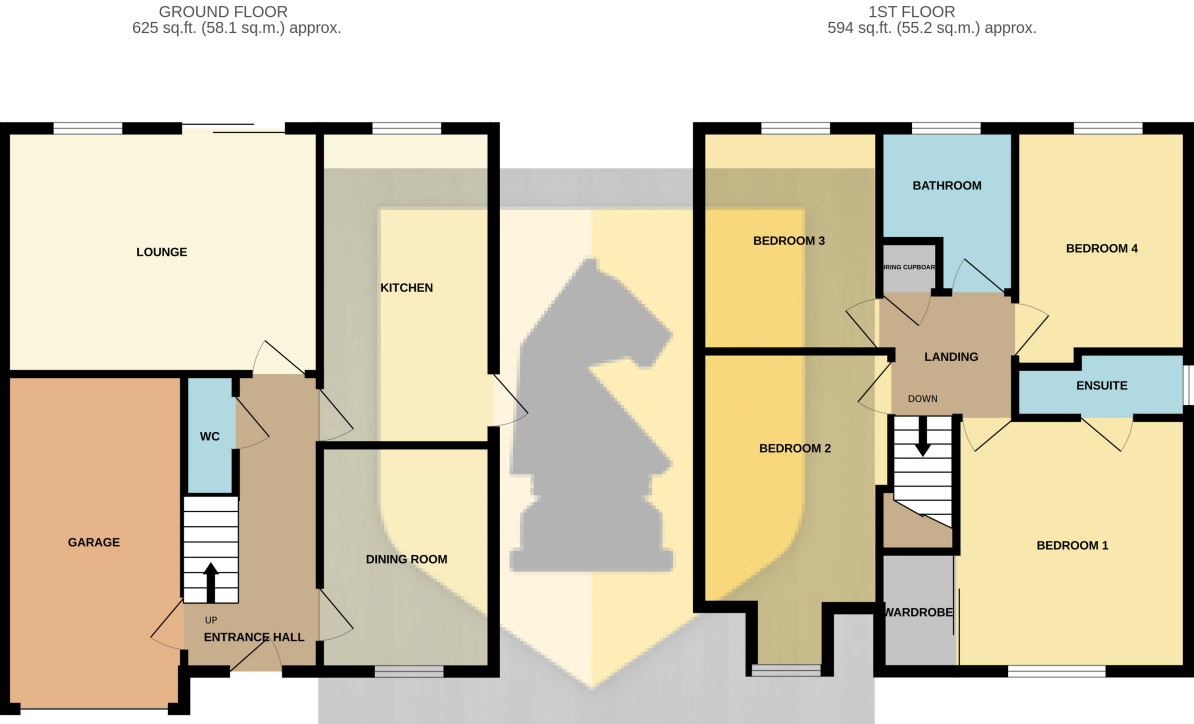 GROUND FLOOR
625 sq.ft. (58.1 sq.m.) approx.
1ST FLOOR
594 sq.ft. (55.2 sq.m.) approx.
LOUNGE
KITCHEN
WC
GARAGE
DINING ROOM
UP
ENTRANCE HALL
BEDROOM 3
BATHROOM
BEDROOM 4
IRING CUPBOAR
LANDING
ENSUITE
DOWN
BEDROOM 2
BEDROOM 1
WARDROBE